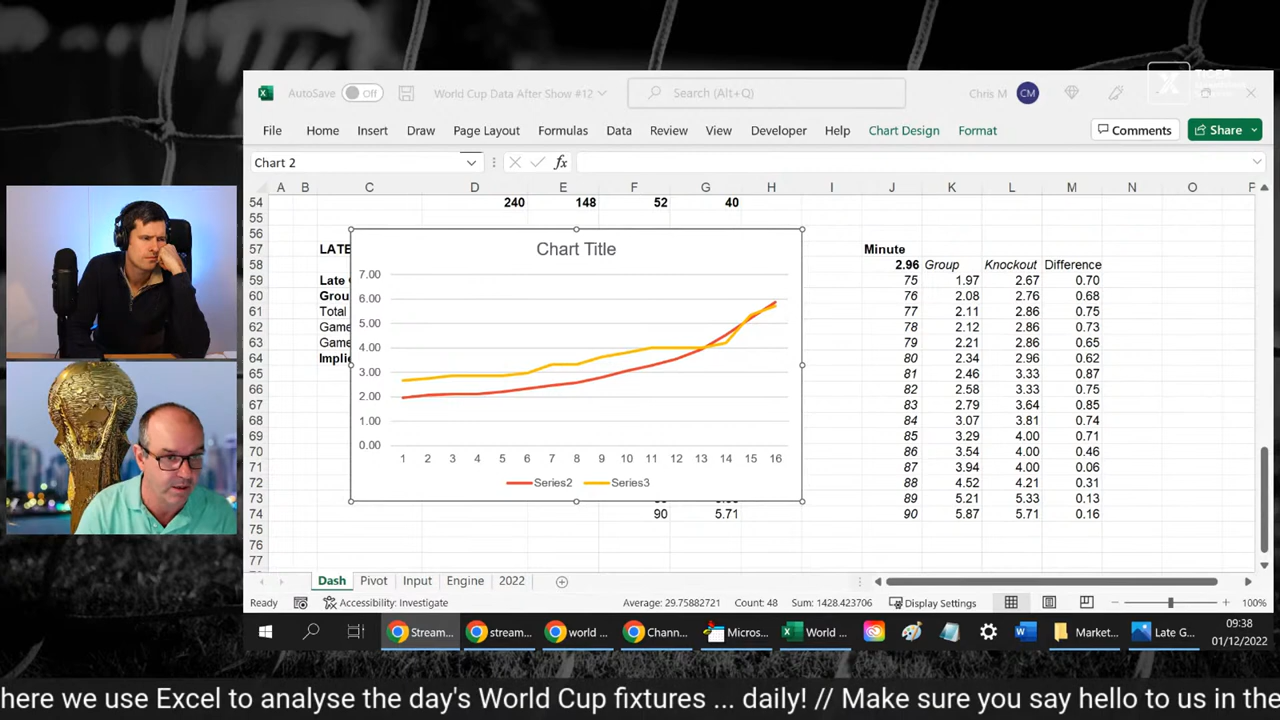 TIGER
AutoSave Off World Cup Data After Show #12 Search (Alt+Q) Chris M CM
File Home Insert Draw Page Layout Formulas Data Review View Developer Help Chart Design Format Comments Share
Chart 2 fx
A B C D E F G H I J K L M N O
54 240 148 52 40
55
56
57 LATE Minute
58 2.96 Group Knockout Difference
59 Late 75 1.97 2.67 0.70
60 Grou 76 2.08 2.76 0.68
61 Total 77 2.11 2.86 0.75
62 Game 78 2.12 2.86 0.73
63 Game 79 2.21 2.86 0.65
64 Implie 80 2.34 2.96 0.62
65 81 2.46 3.33 0.87
66 82 2.58 3.33 0.75
67 83 2.79 3.64 0.85
68 84 3.07 3.81 0.74
69 85 3.29 4.00 0.71
70 86 3.54 4.00 0.46
71 87 3.94 4.00 0.06
72 88 4.52 4.21 0.31
73 89 5.21 5.33 0.13
74 90 5.71 90 5.87 5.71 0.16
75
76
77
Chart Title
7.00
6.00
5.00
4.00
3.00
2.00
1.00
0.00
1 2 3 4 5 6 7 8 9 10 11 12 13 14 15 16
Series2 Series3
Dash Pivot Input Engine 2022
Ready Accessibility: Investigate Average: 29.75882721 Count: 48 Sum: 1428.423706 Display Settings 100%
Stream... stream... world ... Chann... Micros... World ... Market... Late G... 09:38
01/12/2022
here we use Excel to analyse the day's World Cup fixtures ... daily! // Make sure you say hello to us in the